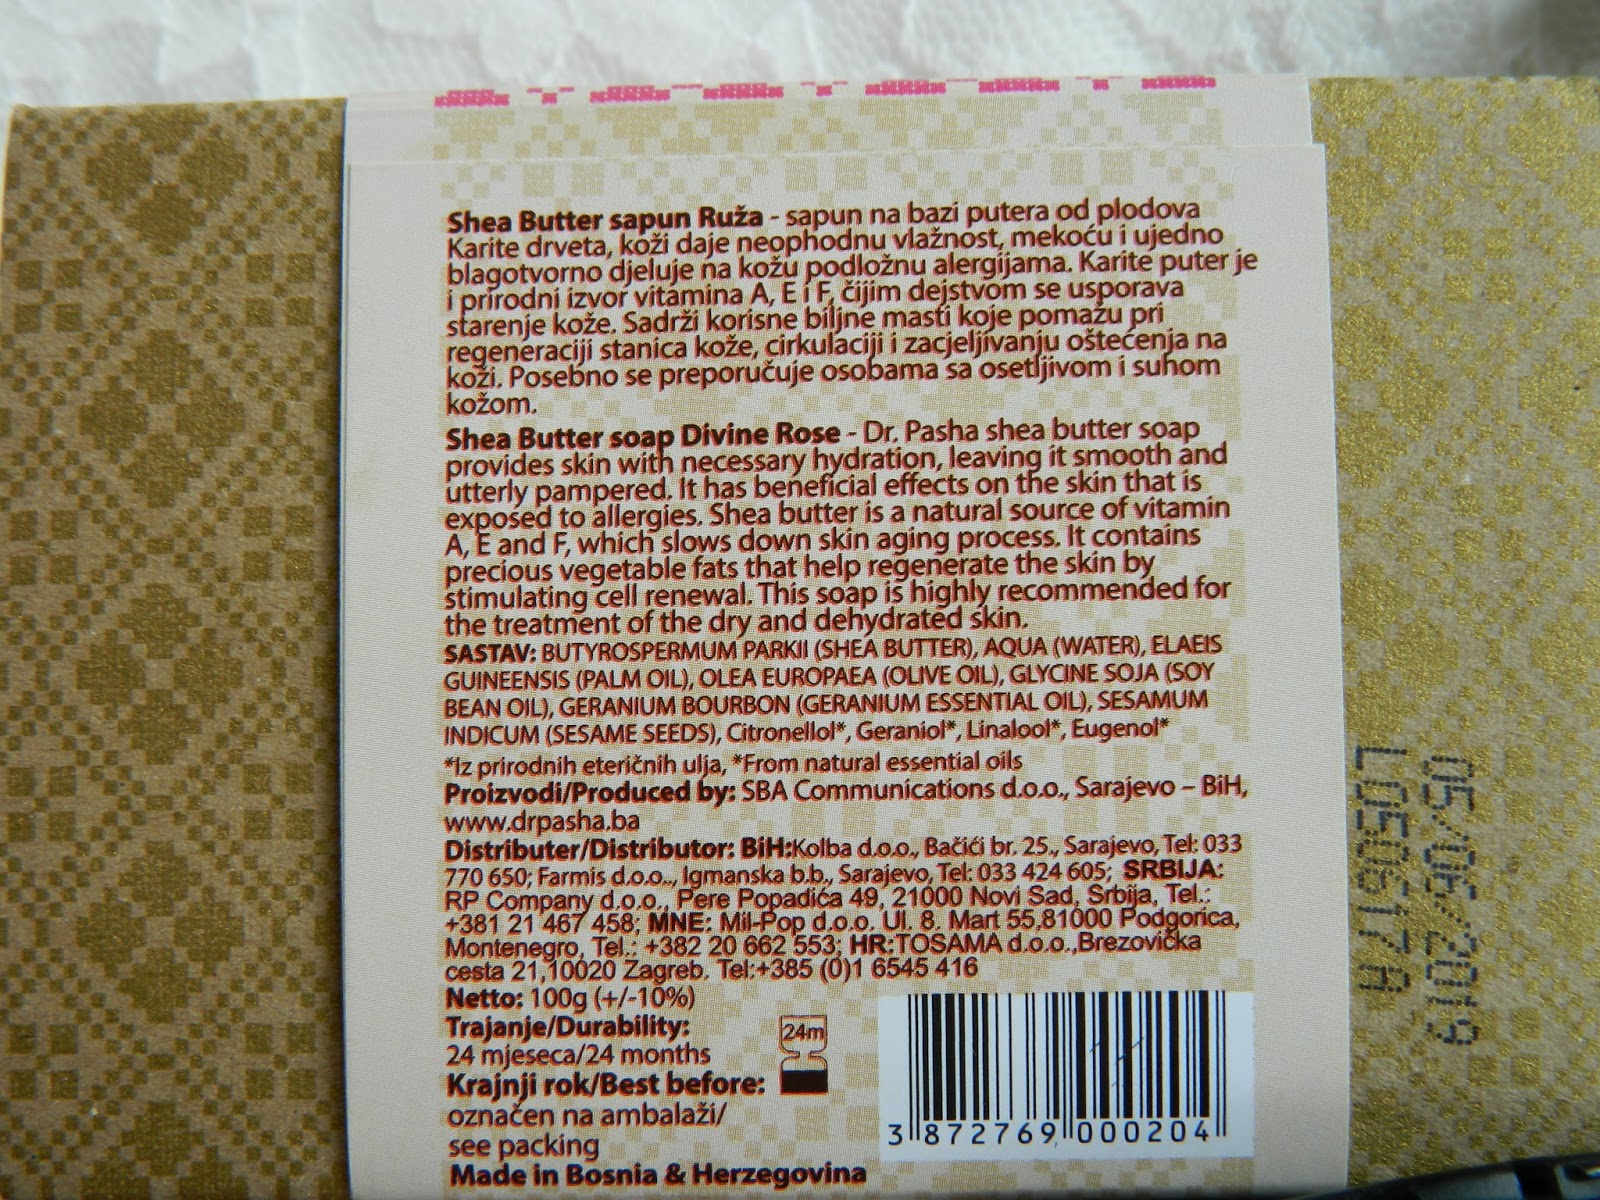 Shea Butter sapun Ruža - sapun na bazi putera od plodova
Karite drveta, koži daje neophodnu vlažnost, mekoću i ujedno
blagotvorno djeluje na kožu podložnu alergijama. Karite puter je
i prirodni izvor vitamina A, E i F, čijim dejstvom se usporava
starenje kože. Sadrži korisne biljne masti koje pomažu pri
regeneraciji stanica kože, cirkulaciji i zacjeljivanju oštećenja na
koži. Posebno se preporučuje osobama sa osetljivom i suhom
kožom.
Shea Butter soap Divine Rose - Dr. Pasha shea butter soap
provides skin with necessary hydration, leaving it smooth and
utterly pampered. It has beneficial effects on the skin that is
exposed to allergies. Shea butter is a natural source of vitamin
A, E and F, which slows down skin aging process. It contains
precious vegetable fats that help regenerate the skin by
stimulating cell renewal. This soap is highly recommended for
the treatment of the dry and dehydrated skin.
SASTAV: BUTYROSPERMUM PARKII (SHEA BUTTER), AQUA (WATER), ELAEIS
GUINEENSIS (PALM OIL), OLEA EUROPAEA (OLIVE OIL), GLYCINE SOJA (SOY
BEAN OIL), GERANIUM BOURBON (GERANIUM ESSENTIAL OIL), SESAMUM
INDICUM (SESAME SEEDS), Citronellol*, Geraniol*, Linalool*, Eugenol*
*Iz prirodnih eteričnih ulja, *From natural essential oils
Proizvodi/Produced by: SBA Communications d.o.o., Sarajevo – BiH,
www.drpasha.ba
Distributer/Distributor: BiH:Kolba d.o.o., Bačići br. 25., Sarajevo, Tel: 033
770 650; Farmis d.o.o.., Igmanska b.b., Sarajevo, Tel: 033 424 605; SRBIJA:
RP Company d.o.o., Pere Popadića 49, 21000 Novi Sad, Srbija, Tel.:
+381 21 467 458; MNE: Mil-Pop d.o.o. Ul. 8. Mart 55,81000 Podgorica,
Montenegro, Tel.: +382 20 662 553; HR:TOSAMA d.o.o.,Brezovička
cesta 21,10020 Zagreb. Tel:+385 (0)1 6545 416
Netto: 100g (+/-10%)
Trajanje/Durability:
24 mjeseca/24 months
24m
Krajnji rok/Best before:
označen na ambalaži/
see packing
Made in Bosnia & Herzegovina
3 872769 000204
05/06/2019
L050617A